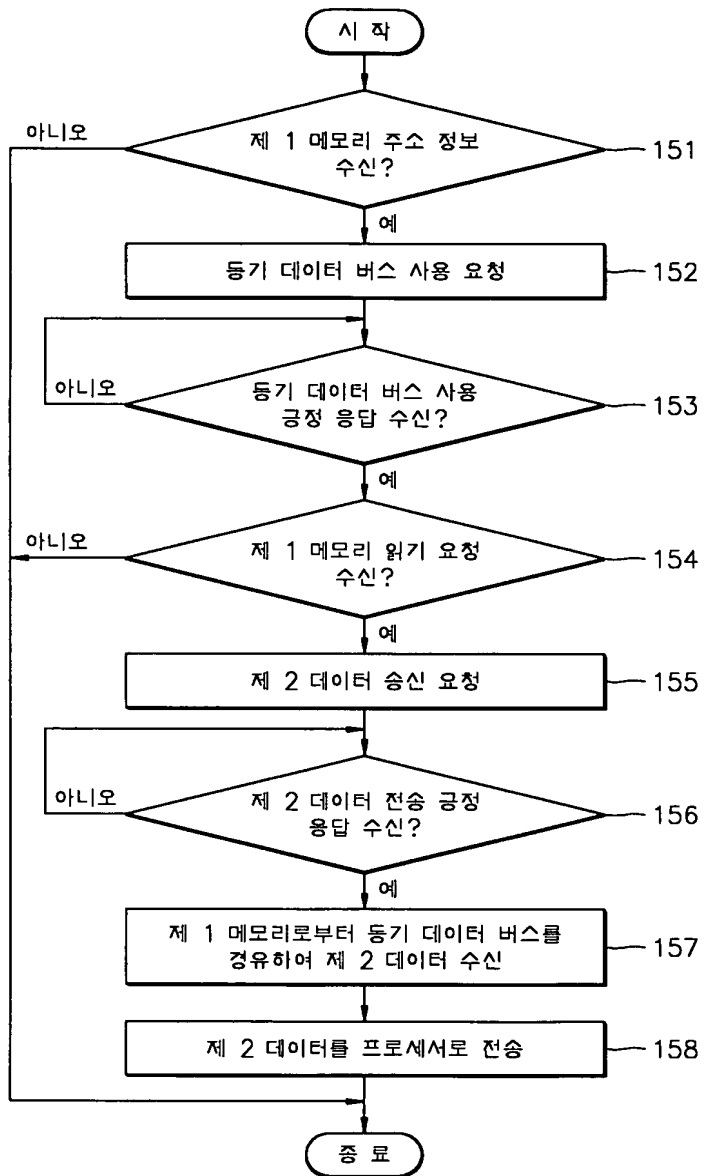 시 작
아니오
제 1 메모리 주소 정보
수신?
151
예
동기 데이터 버스 사용 요청
152
아니오
동기 데이터 버스 사용
긍정 응답 수신?
153
예
아니오
제 1 메모리 읽기 요청
수신?
154
예
제 2 데이터 송신 요청
155
아니오
제 2 데이터 전송 긍정
응답 수신?
156
예
제 1 메모리로부터 동기 데이터 버스를
경유하여 제 2 데이터 수신
157
제 2 데이터를 프로세서로 전송
158
종 료